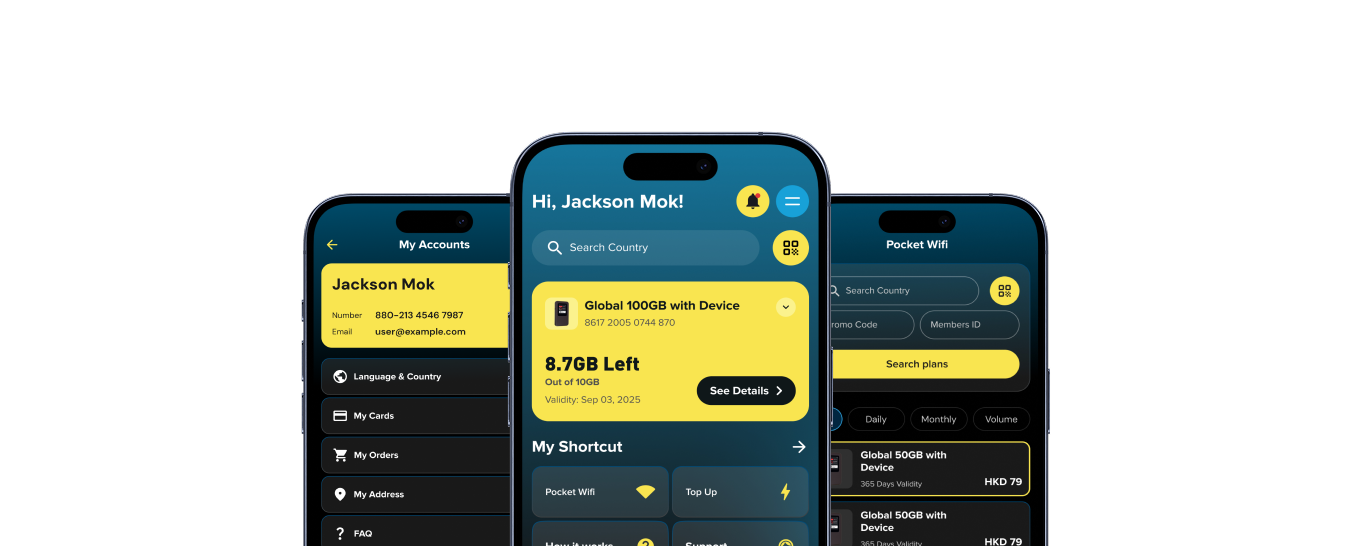 My Accounts
Jackson Mok
Number 880-213 4546 7987
Email user@example.com
Language & Country
My Cards
My Orders
My Address
FAQ
Hi, Jackson Mok!
Search Country
Global 100GB with Device
8617 2005 0744 870
8.7GB Left
Out of 10GB
Validity: Sep 03, 2025
See Details
My Shortcut
Pocket Wifi
Top Up
How it works
Support
Pocket Wifi
Search Country
romo Code
Members ID
Search plans
Daily
Monthly
Volume
Global 50GB with
Device
365 Days Validity
HKD 79
Global 50GB with
Device
365 Days Validity
HKD 79